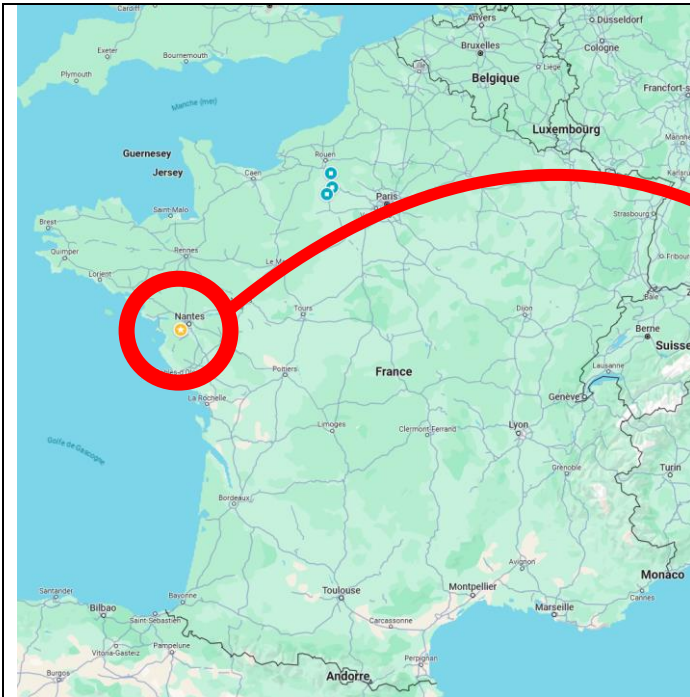 Cardiff
Anvers
Dusseldorf
Exeter
Bournemouth
Bruxelles
Cologne
Liège
Plymouth
Belgique
Francfort-s
Manche (mer)
Luxembourg
Guernesey
Rouen
Jersey
Caen
Paris
Saint-Malo
Strasbourg
Brest
Quimper
Rennes
Le M
Fribou
Lorient
Nantes
Tours
Dijon
Bâle
Berne
Suisse
Poitiers
France
Lausanne
La Rochelle
Genève
Limoges
Clermont-Ferrand
Lyon
Golfe de Gascogne
Grenoble
Turin
Bordeaux
Avignon
Monaco
Santander
Bayonne
Toulouse
Montpellier
Cannes
Bilbao
Saint-Sébastien
Marseille
Carcassonne
Vitoria-Gasteiz
Pampelune
Perpignan
Burgos
Andorre